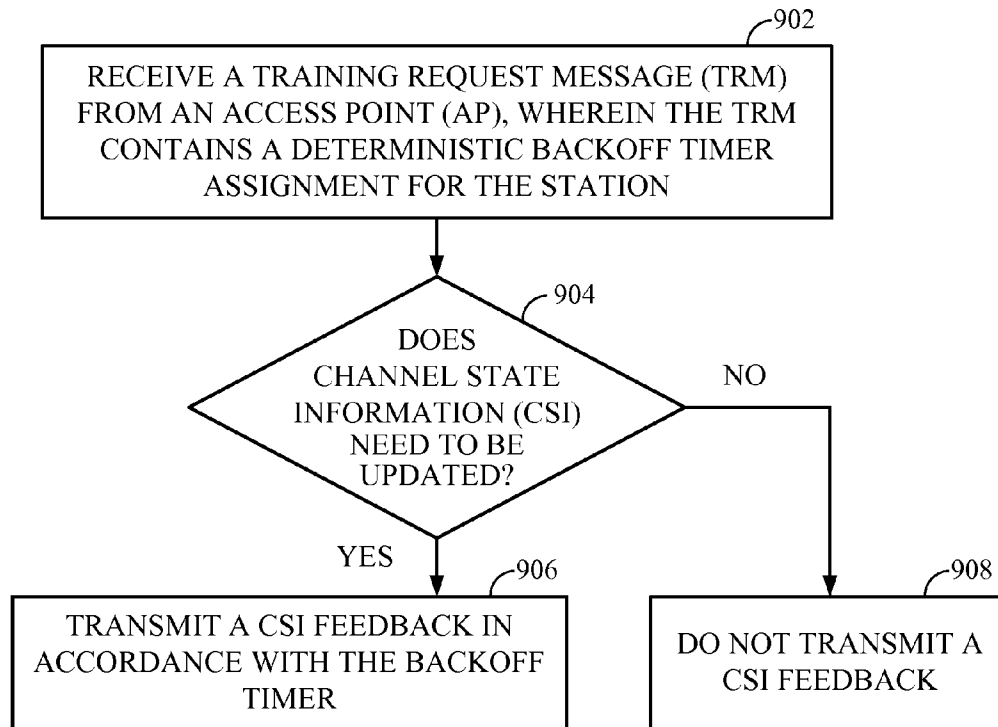 902
RECEIVE A TRAINING REQUEST MESSAGE (TRM)
FROM AN ACCESS POINT (AP), WHEREIN THE TRM
CONTAINS A DETERMINISTIC BACKOFF TIMER
ASSIGNMENT FOR THE STATION
904
DOES
CHANNEL STATE
INFORMATION (CSI)
NEED TO BE
UPDATED?
NO
YES
906
TRANSMIT A CSI FEEDBACK IN
ACCORDANCE WITH THE BACKOFF
TIMER
908
DO NOT TRANSMIT A
CSI FEEDBACK